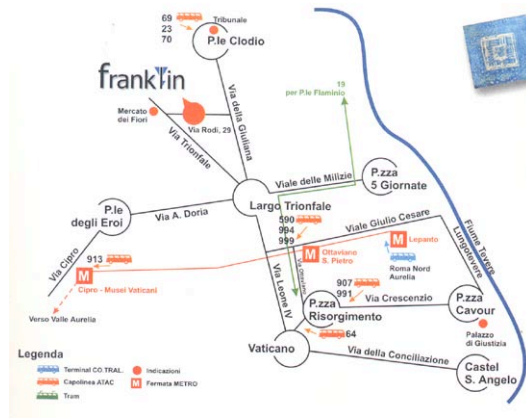 69
23
70
Tribunale
P.le Clodio
franklin
Mercato
dei Fiori
Via Rodi, 29
Via Trionfale
Via della Giuliana
19
per P.le Flaminio
Viale delle Milizie
P.zza
5 Giornate
Largo Trionfale
P.le
degli Eroi
Via A. Doria
590
994
999
Viale Giulio Cesare
Lungotevere
Fiume Tevere
Via Cipro
913
M
Cipro - Musei Vaticani
Verso Valle Aurelia
Via Leone IV
Via Ottaviano
M
Ottaviano
S. Pietro
M
Lepanto
Roma Nord
Aurelia
907
991
Via Crescenzio
P.zza
Risorgimento
P.zza
Cavour
Palazzo
di Giustizia
64
Vaticano
Via della Conciliazione
Castel
S. Angelo
Legenda
Terminal CO.TRAL.
Indicazioni
Capolinea ATAC
M
Fermata METRO
Tram